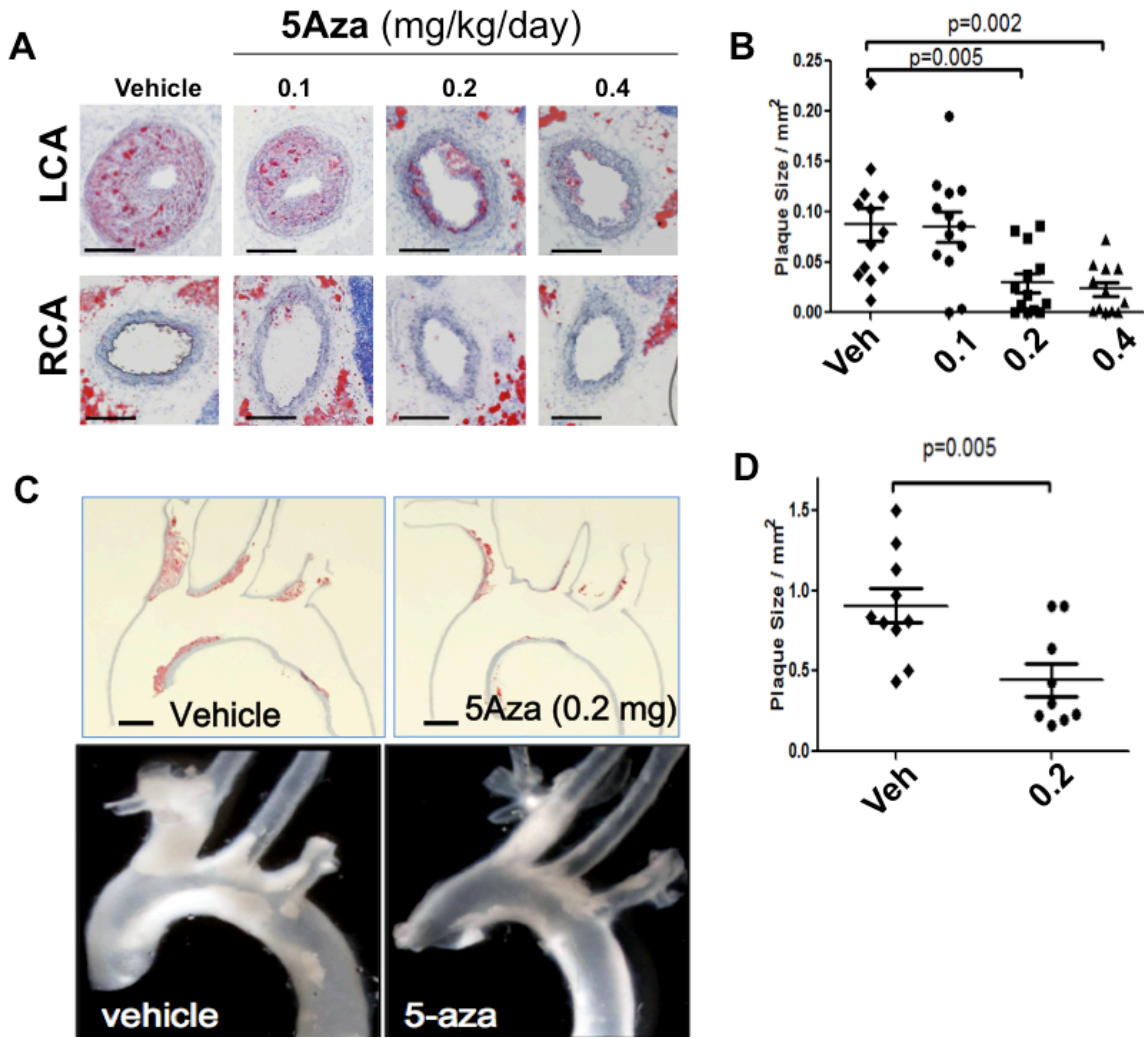 5Aza (mg/kg/day)
A
Vehicle
0.1
0.2
0.4
LCA
RCA
B
p=0.002
p=0.005
Plaque Size / mm²
0.25
0.20
0.15
0.10
0.05
0.00
Veh
0.1
0.2
0.4
C
Vehicle
5Aza (0.2 mg)
vehicle
5-aza
D
p=0.005
Plaque Size / mm²
1.5
1.0
0.5
0.0
Veh
0.2